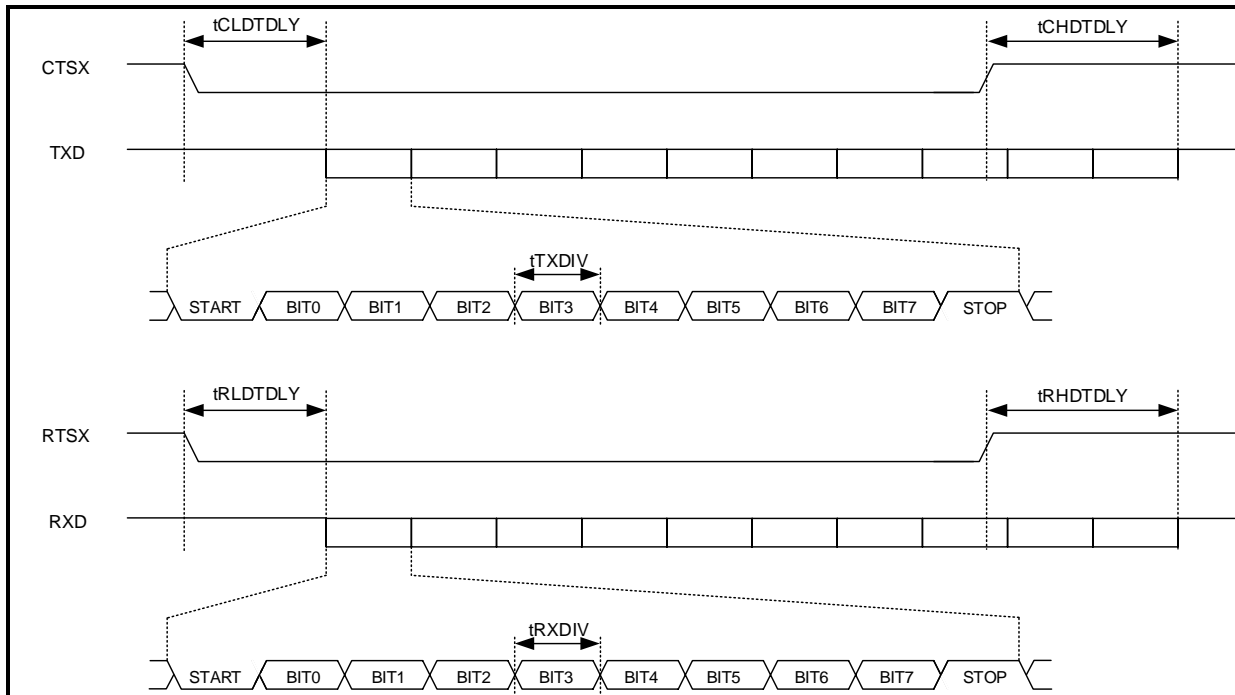 tCLDTDLY tCHDTDLY
CTSX
TXD
tTXDIV
START BIT0 BIT1 BIT2 BIT3 BIT4 BIT5 BIT6 BIT7 STOP
tRLDTDLY tRHDTDLY
RTSX
RXD
tRXDIV
START BIT0 BIT1 BIT2 BIT3 BIT4 BIT5 BIT6 BIT7 STOP